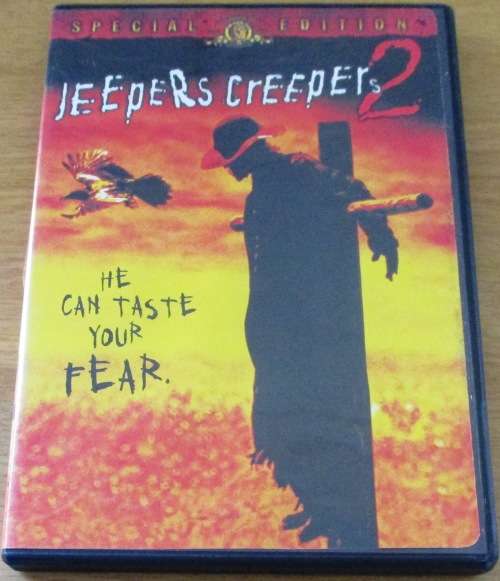 SPECIAL EDITION
JEEPERS CREEPERS 2
HE
CAN TASTE
YOUR
FEAR.